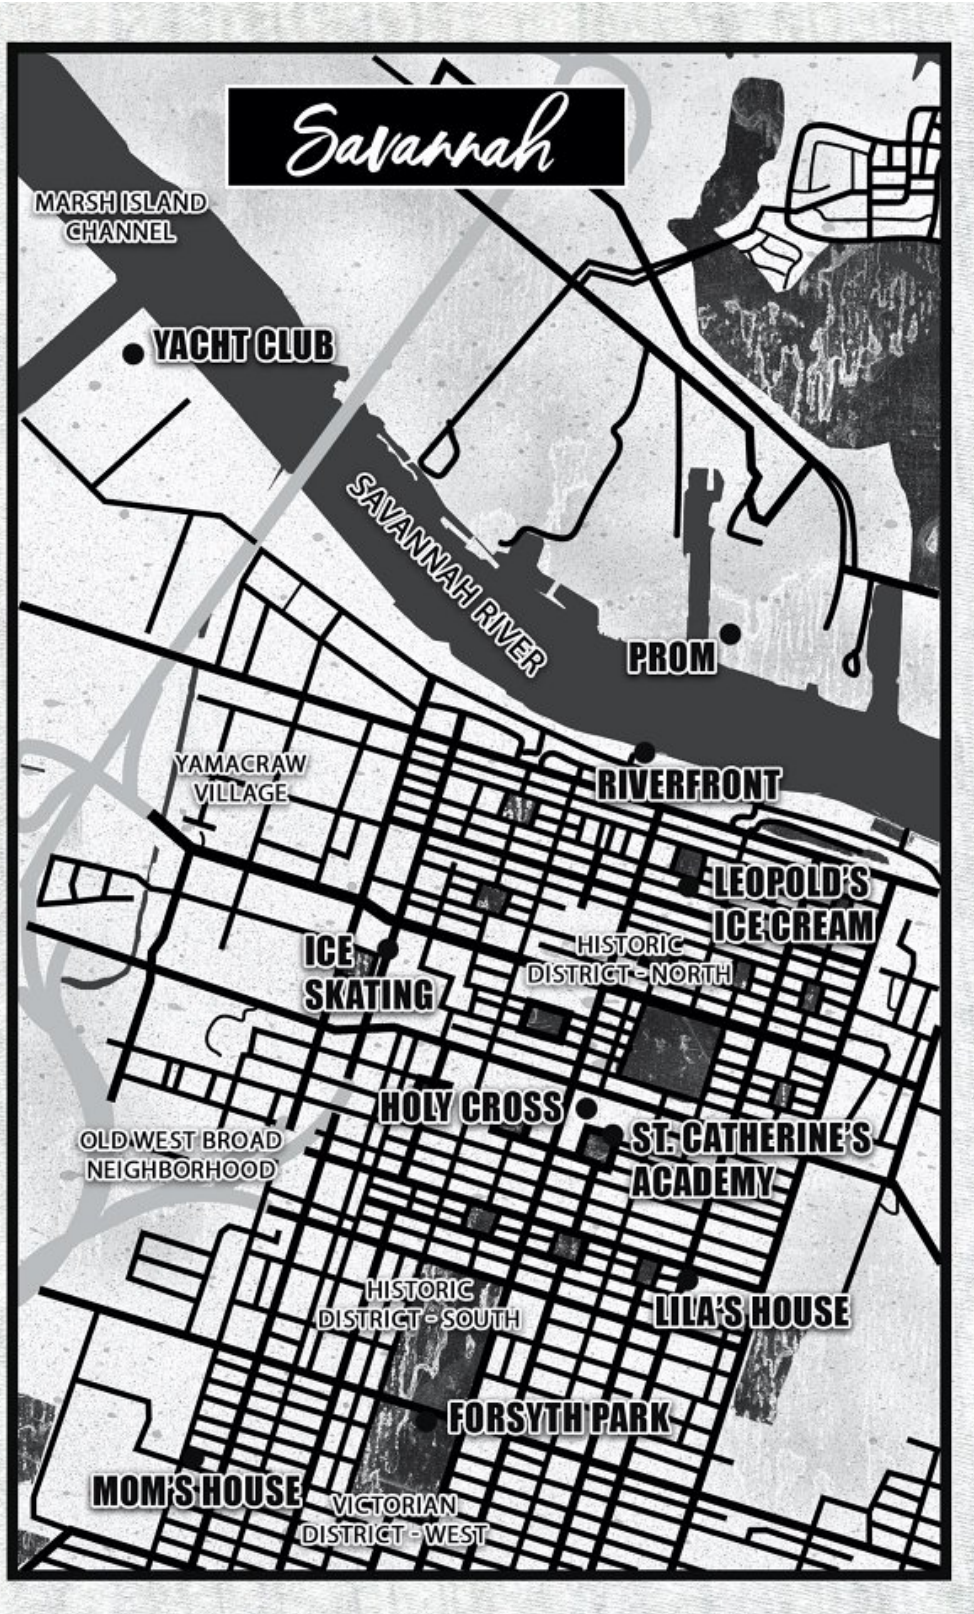 Savannah
MARSH ISLAND
CHANNEL
YACHT CLUB
SAVANNAH RIVER
PROM
RIVERFRONT
YAMACRAW
VILLAGE
LEOPOLD'S
ICE CREAM
HISTORIC
DISTRICT - NORTH
ICE
SKATING
HOLY CROSS
ST. CATHERINE'S
ACADEMY
OLD WEST BROAD
NEIGHBORHOOD
HISTORIC
DISTRICT - SOUTH
LILA'S HOUSE
FORSYTH PARK
MOM'S HOUSE
VICTORIAN
DISTRICT - WEST